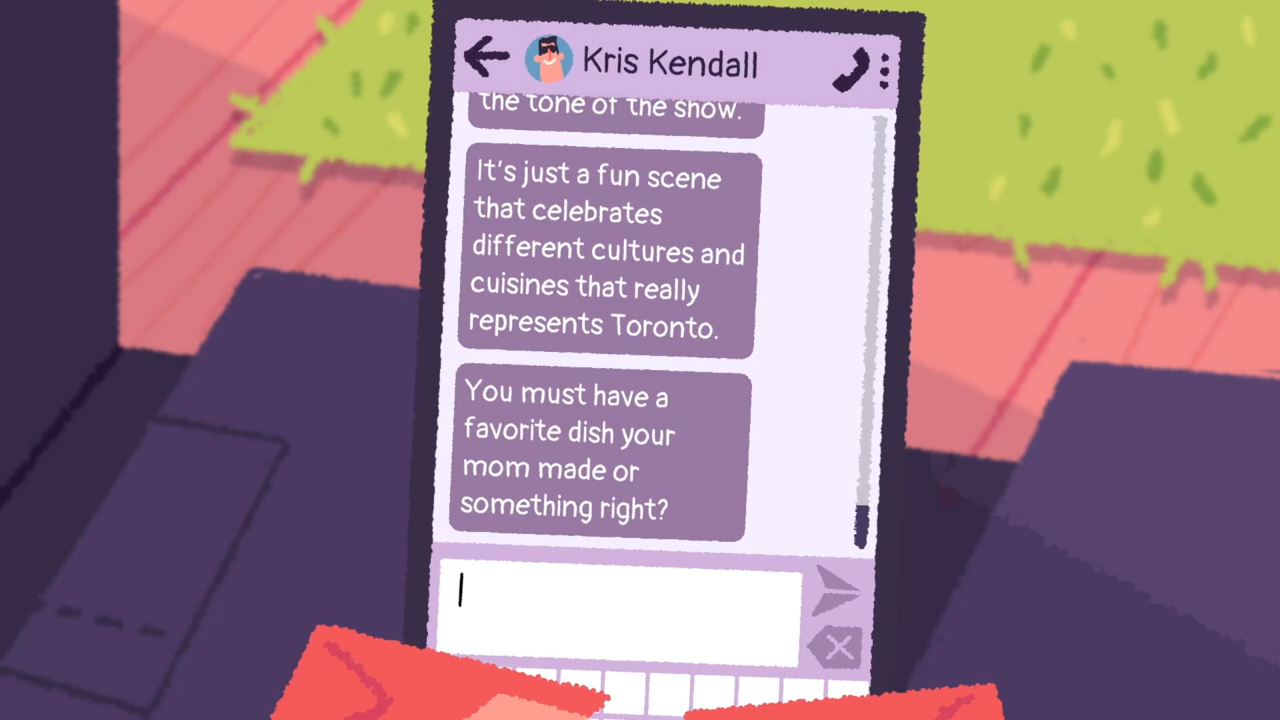 Kris Kendall
the tone of the show.
It's just a fun scene
that celebrates
different cultures and
cuisines that really
represents Toronto.
You must have a
favorite dish your
mom made or
something right?